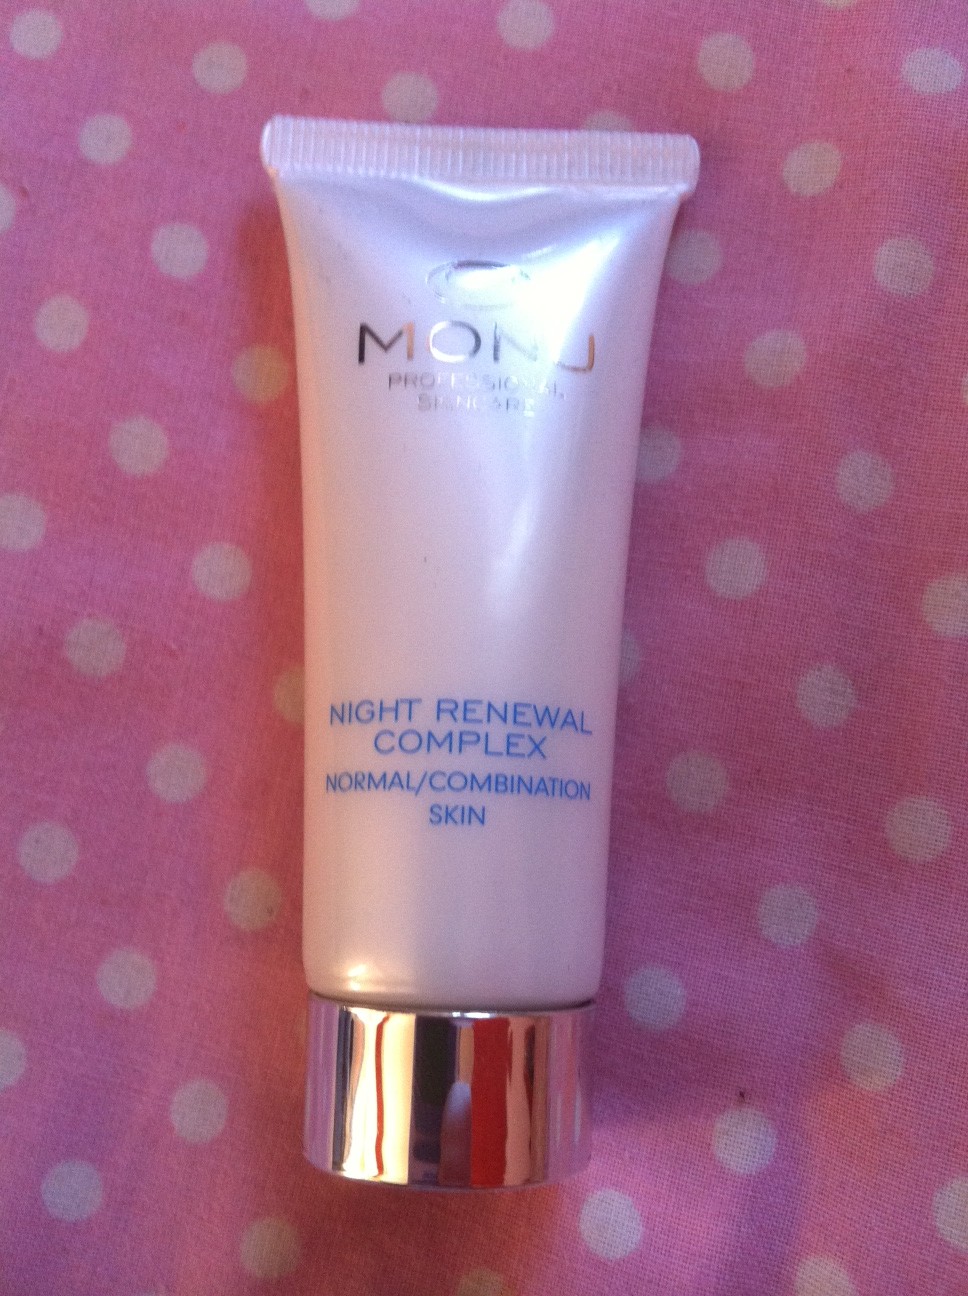 MONU
PROFESSIONAL
SKINCARE
NIGHT RENEWAL
COMPLEX
NORMAL/COMBINATION
SKIN